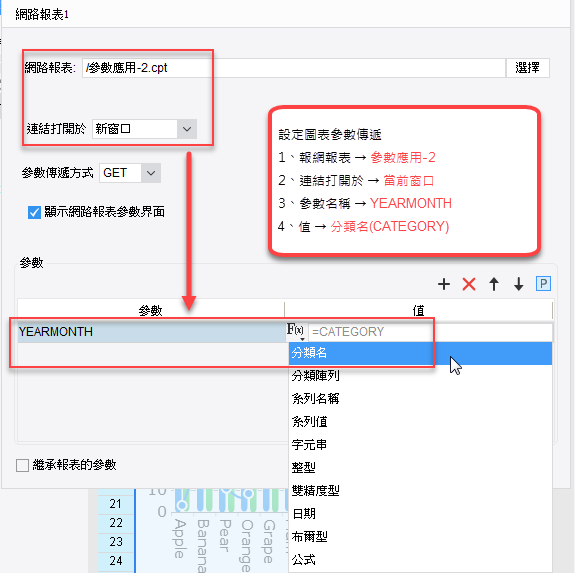 網路報表1
網路報表: /參數應用-2.cpt 選擇
連結打開於 新窗口
參數傳遞方式 GET
顯示網路報表參數界面
設定圖表參數傳遞
1、報網報表 → 參數應用-2
2、連結打開於 → 當前窗口
3、參數名稱 → YEARMONTH
4、值 → 分類名(CATEGORY)
參數
P
參數 值
YEARMONTH F(x) =CATEGORY
分類名
分類陣列
系列名稱
系列值
字元串
整型
雙精度型
日期
布爾型
公式
繼承報表的參數
21
22
23
24
10
0
Apple
Banana
Pear
Orange
Grape